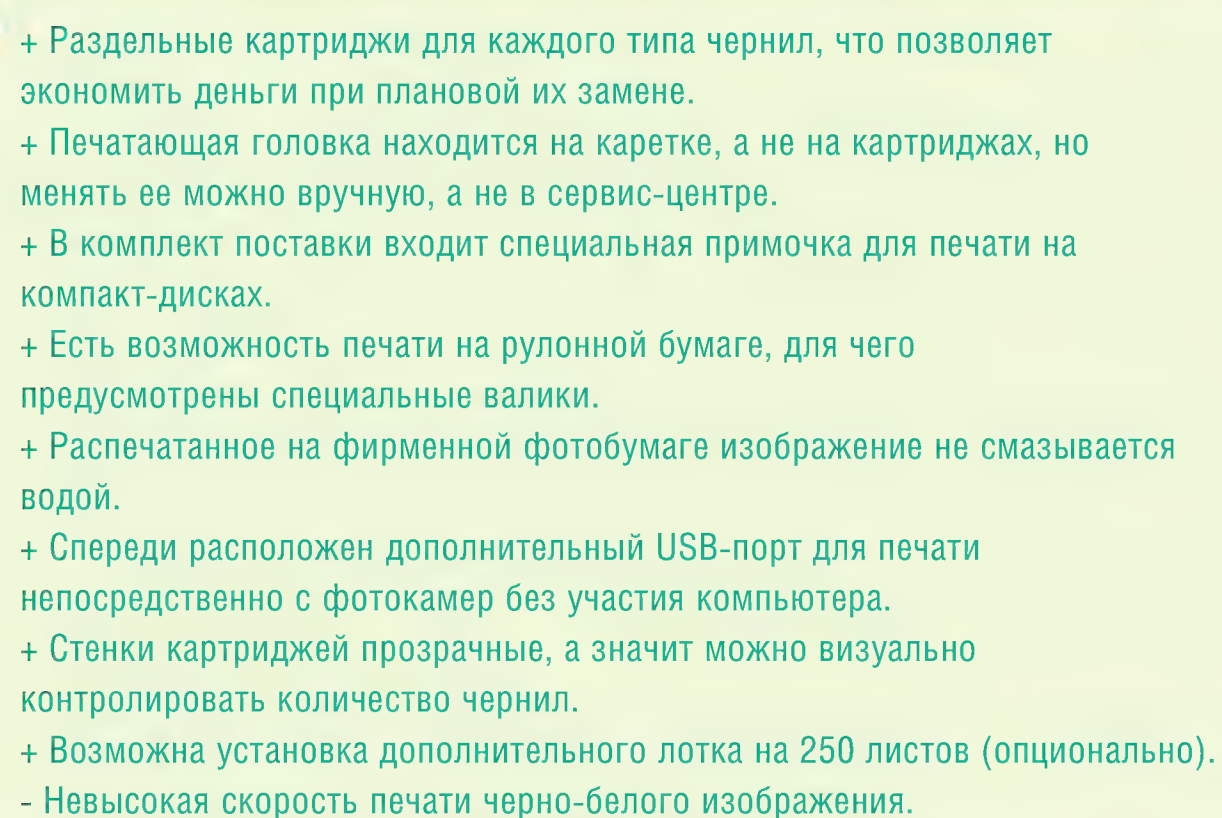 + Раздельные картриджи для каждого типа чернил, что позволяет
экономить деньги при плановой их замене.
+ Печатающая головка находится на каретке, а не на картриджах, но
менять ее можно вручную, а не в сервис-центре.
+ В комплект поставки входит специальная примочка для печати на
компакт-дисках.
+ Есть возможность печати на рулонной бумаге, для чего
предусмотрены специальные валики.
+ Распечатанное на фирменной фотобумаге изображение не смазывается
водой.
+ Спереди расположен дополнительный USB-порт для печати
непосредственно с фотокамер без участия компьютера.
+ Стенки картриджей прозрачные, а значит можно визуально
контролировать количество чернил.
+ Возможна установка дополнительного лотка на 250 листов (опционально).
- Невысокая скорость печати черно-белого изображения.